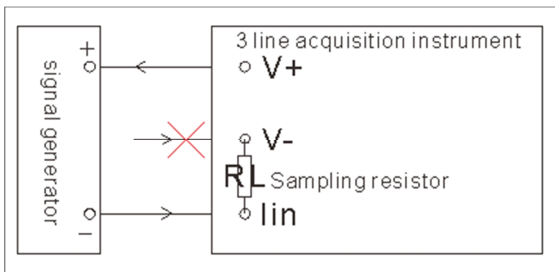 signal generator
+
−
3 line acquisition instrument
V+
V-
RL Sampling resistor
Iin